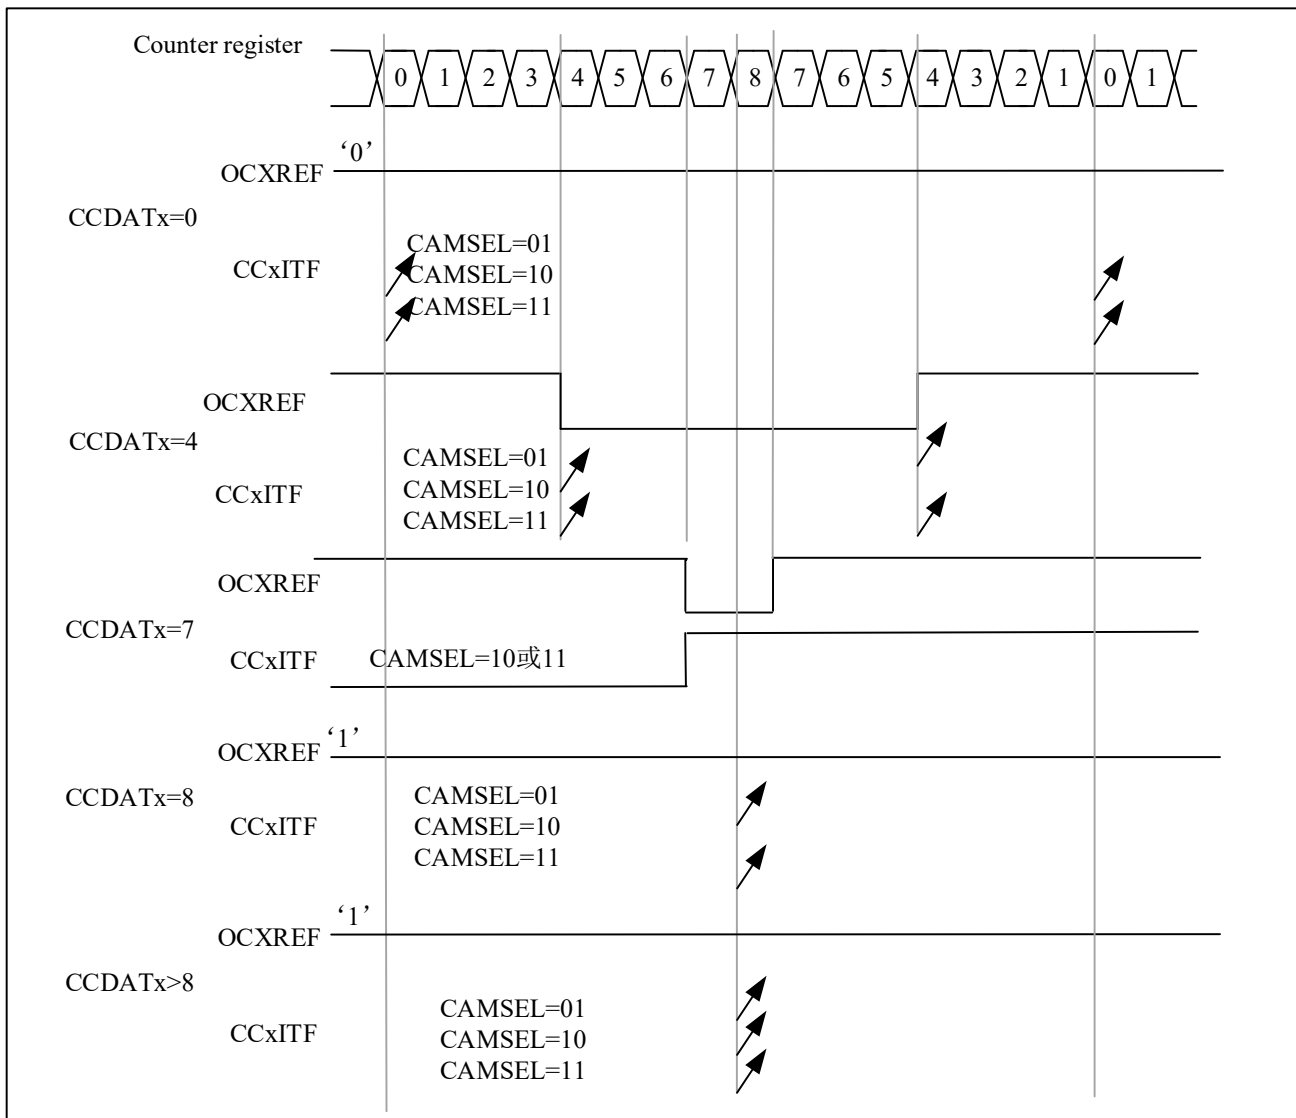 Counter register
0 1 2 3 4 5 6 7 8 7 6 5 4 3 2 1 0 1
‘0’
OCXREF
CCDATx=0
CAMSEL=01
CCxITF
CAMSEL=10
CAMSEL=11
OCXREF
CCDATx=4
CAMSEL=01
CCxITF
CAMSEL=10
CAMSEL=11
OCXREF
CCDATx=7
CCxITF
CAMSEL=10或11
‘1’
OCXREF
CCDATx=8
CAMSEL=01
CCxITF
CAMSEL=10
CAMSEL=11
‘1’
OCXREF
CCDATx>8
CAMSEL=01
CCxITF
CAMSEL=10
CAMSEL=11